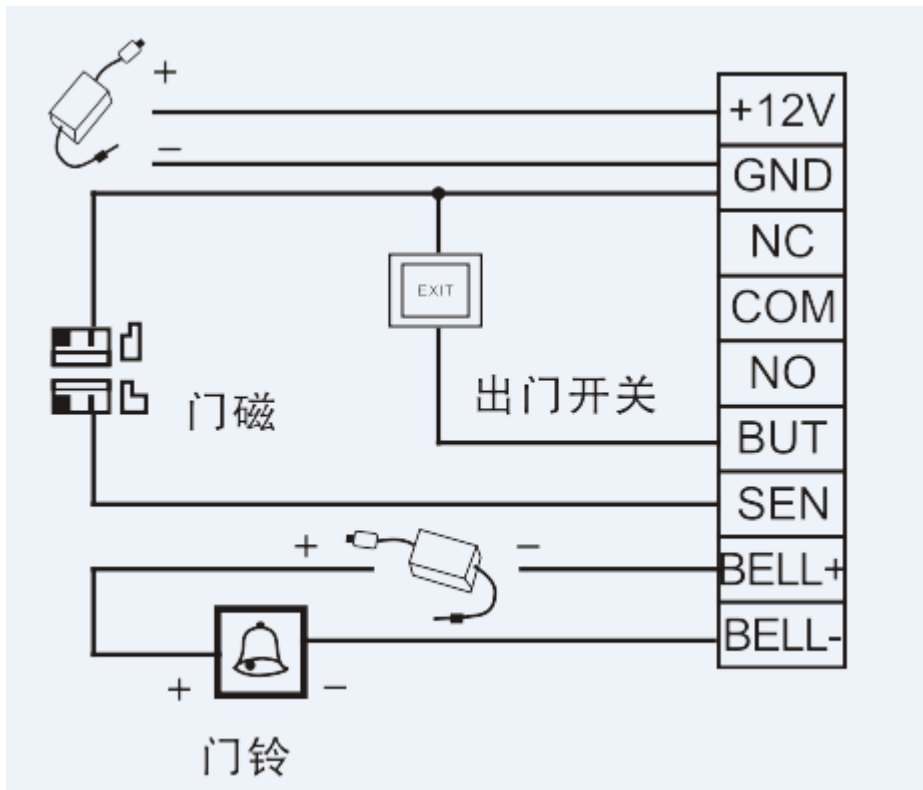 +
+12V
−
GND
NC
EXIT
COM
NO
门磁
出门开关
BUT
SEN
+
−
BELL+
BELL-
+
−
门铃